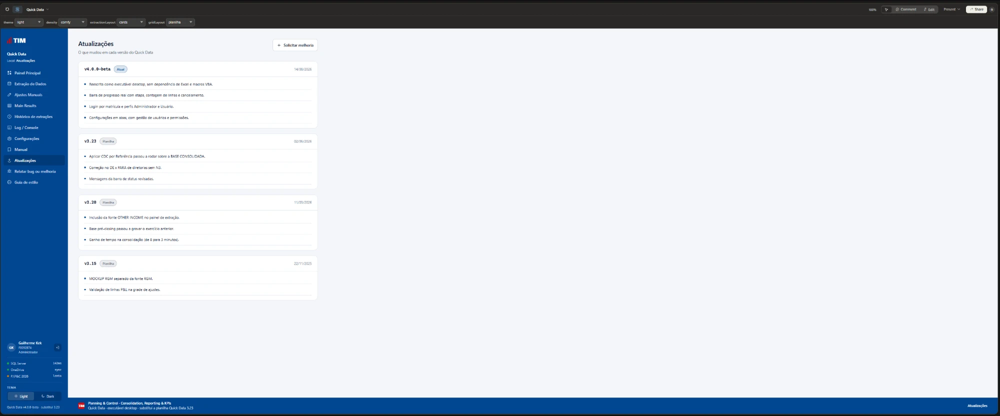 Quick Data
100%
Comment
Edit
Present
Share
theme light
density comfy
extractionLayout cards
gridLayout planilha
TIM
Quick Data
Local: Atualizações
Painel Principal
Extração de Dados
Ajustes Manuais
Main Results
Histórico de extrações
Log / Console
Configurações
Manual
Atualizações
Relatar bug ou melhoria
Guia de estilo
GK
Guilherme Kek
F8092874 ·
Administrador
SQL Server 142ms
OneDrive sync
F:\P&C 2026 lento
TEMA
Light
Dark
Quick Data v4.0.0-beta · substitui 3.23
Atualizações
O que mudou em cada versão do Quick Data
+ Solicitar melhoria
v4.0.0-beta Atual 14/08/2026
Reescrita como executável desktop, sem dependência de Excel e macros VBA.
Barra de progresso real com etapa, contagem de linhas e cancelamento.
Login por matrícula e perfis Administrador e Usuário.
Configurações em abas, com gestão de usuários e permissões.
v3.23 Planilha 02/06/2026
Aplicar CDC por Referência passou a rodar sobre a BASE CONSOLIDADA.
Correção no DE x PARA de diretorias sem N3.
Mensagens da barra de status revisadas.
v3.20 Planilha 11/03/2026
Inclusão da fonte OTHER INCOME no painel de extração.
Base pré-closing passou a gravar o exercício anterior.
Ganho de tempo na consolidação (de 8 para 3 minutos).
v3.15 Planilha 22/11/2025
MOCKUP RGM separado da fonte RGM.
Validação de linhas P&L na grade de ajustes.
TIM
Planning & Control · Consolidation, Reporting & KPIs
Quick Data · executável desktop · substitui a planilha Quick Data 3.23
Atualizações